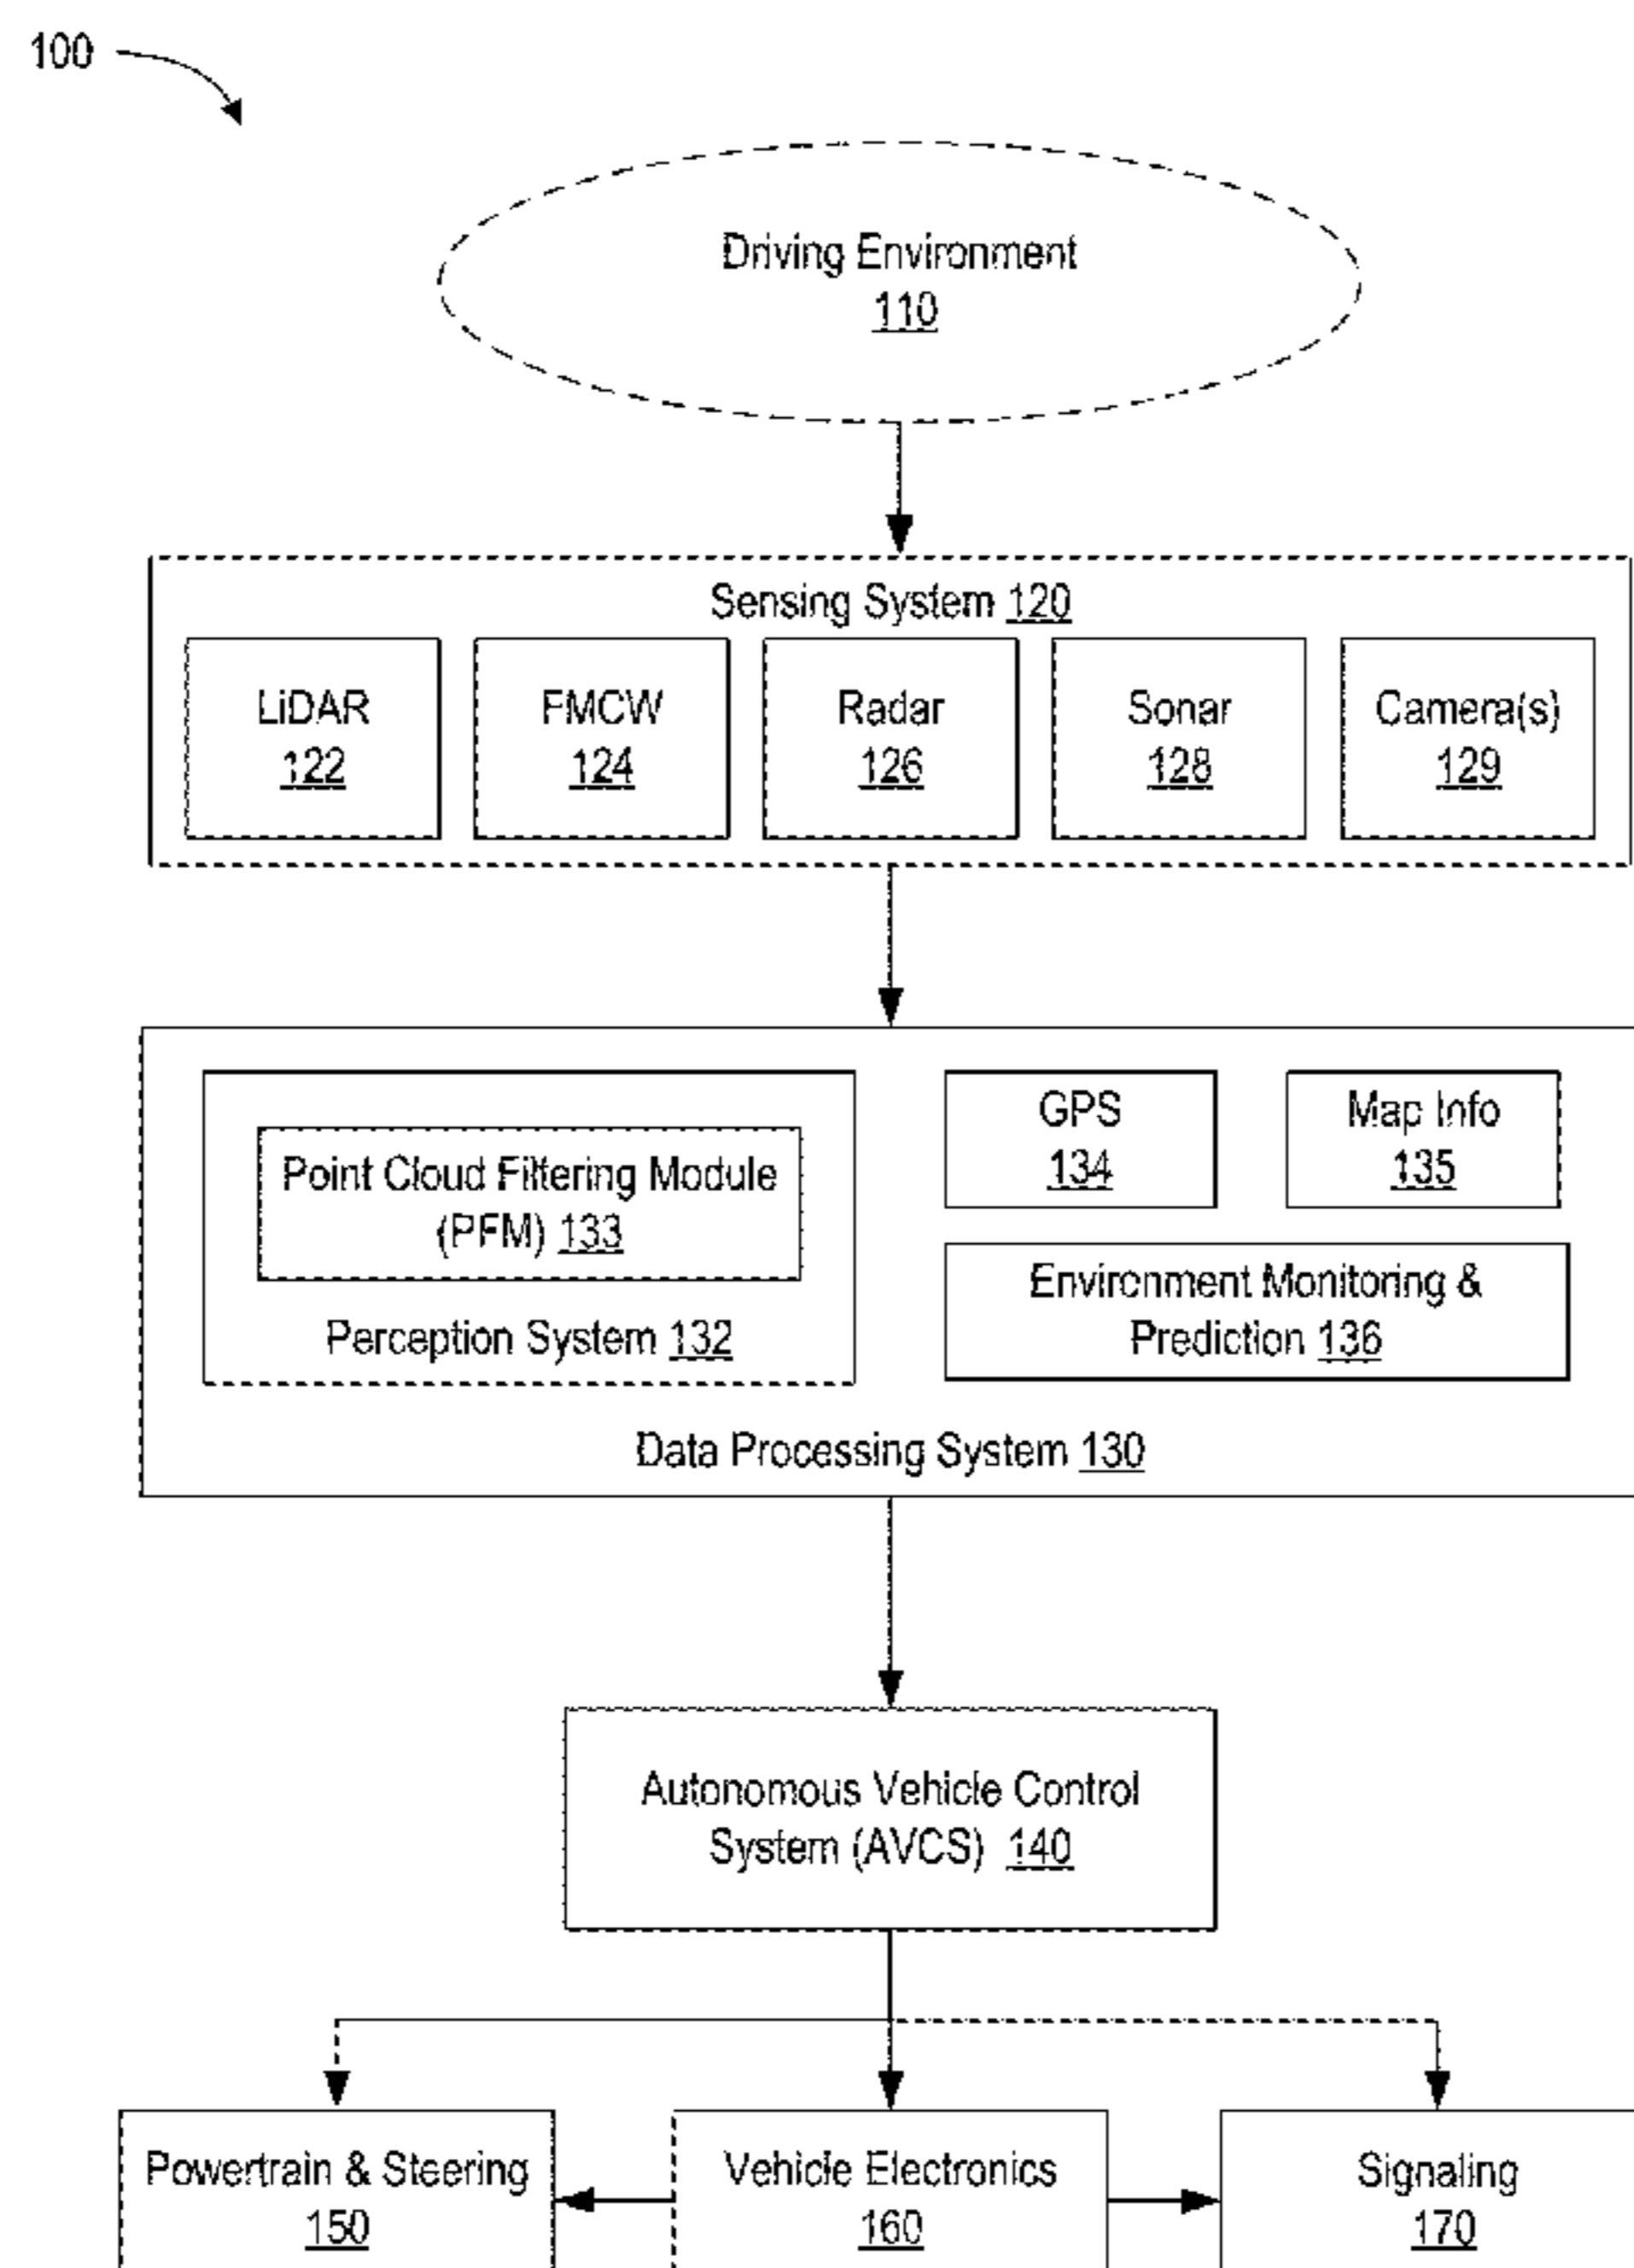 100
Driving Environment
110
Sensing System 120
LiDAR
122
FMCW
124
Radar
126
Sonar
128
Camera(s)
129
Point Cloud Filtering Module
(PFM) 133
Perception System 132
GPS
134
Map Info
135
Environment Monitoring &
Prediction 136
Data Processing System 130
Autonomous Vehicle Control
System (AVCS) 140
Powertrain & Steering
150
Vehicle Electronics
160
Signaling
170